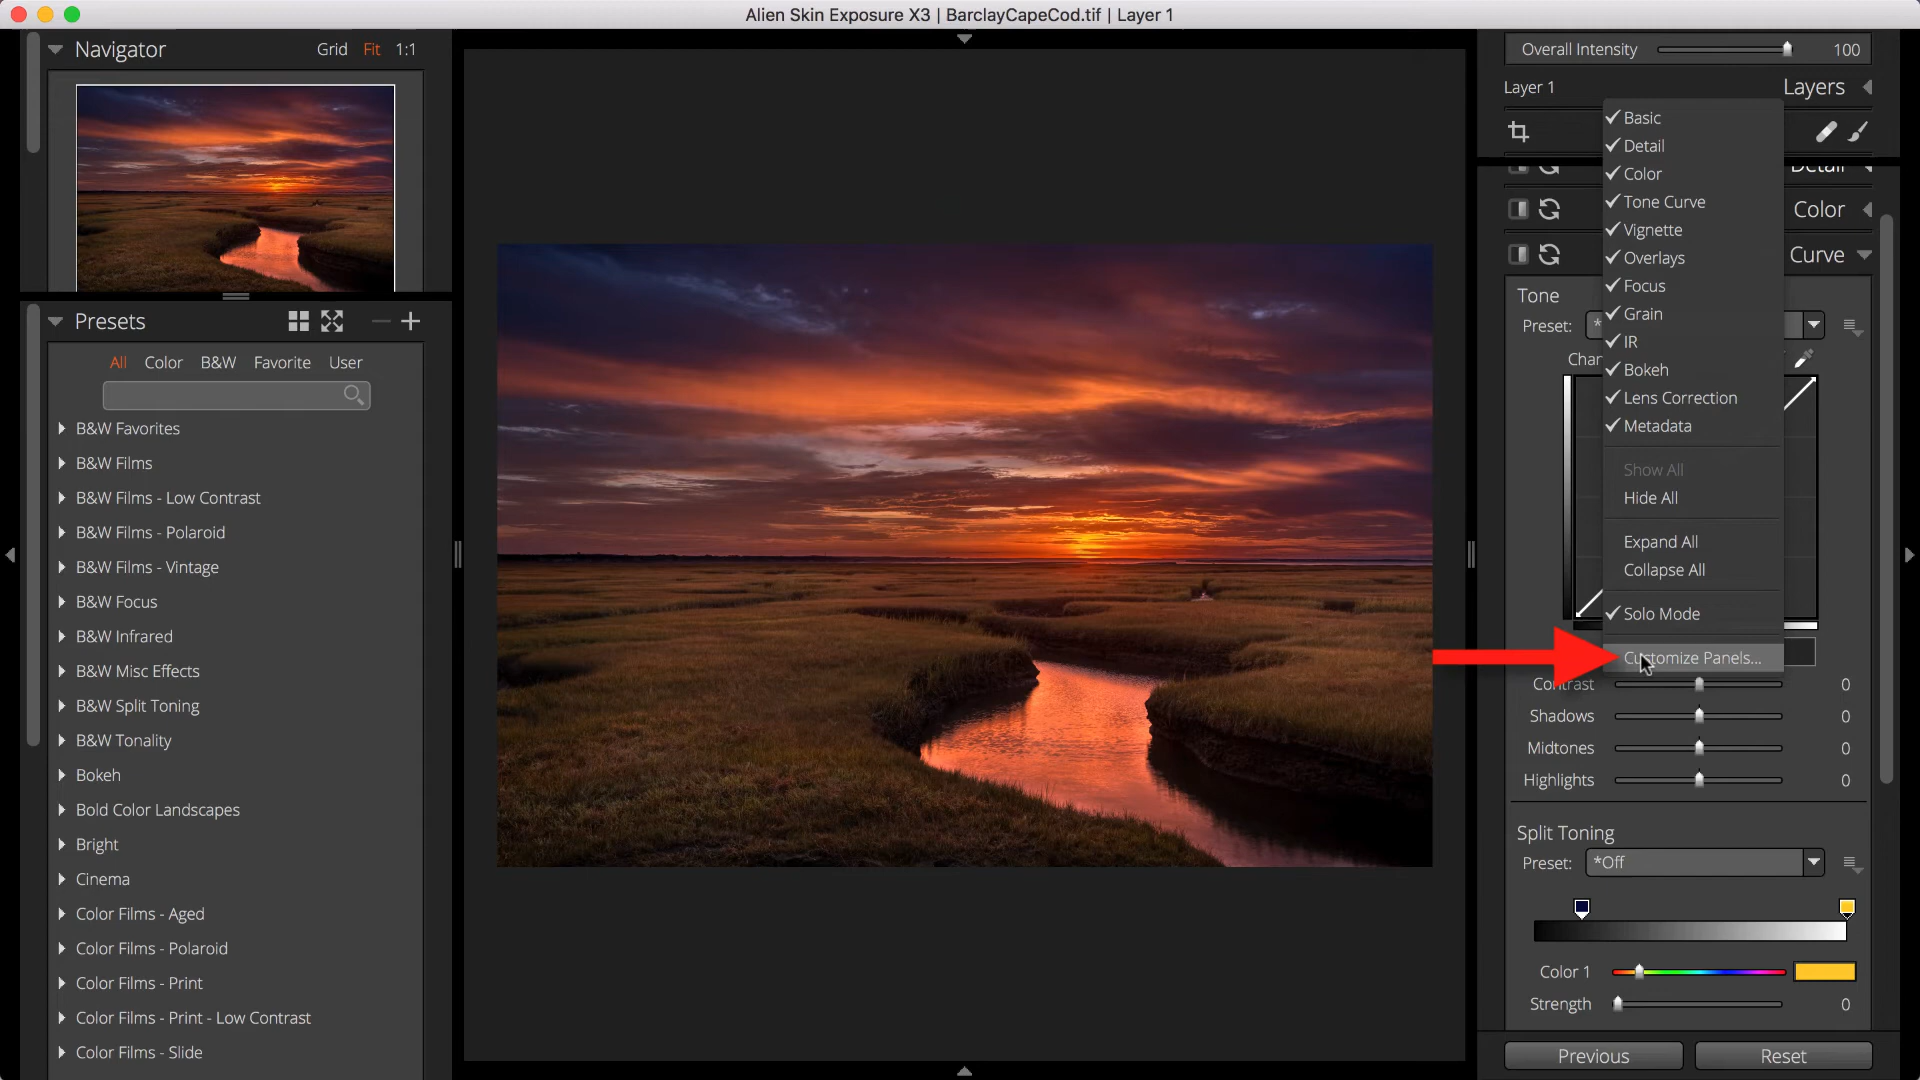 Alien Skin Exposure X3 | BarclayCapeCod.tif | Layer 1
Navigator
Grid Fit 1:1
Presets
All Color B&W Favorite User
B&W Favorites
B&W Films
B&W Films - Low Contrast
B&W Films - Polaroid
B&W Films - Vintage
B&W Focus
B&W Infrared
B&W Misc Effects
B&W Split Toning
B&W Tonality
Bokeh
Bold Color Landscapes
Bright
Cinema
Color Films - Aged
Color Films - Polaroid
Color Films - Print
Color Films - Print - Low Contrast
Color Films - Slide
Overall Intensity 100
Layer 1 Layers
Basic
Detail
Color
Tone Curve
Vignette
Overlays
Focus
Grain
IR
Bokeh
Lens Correction
Metadata
Show All
Hide All
Expand All
Collapse All
Solo Mode
Customize Panels...
Detail
Color
Curve
Tone
Preset: *
Contrast 0
Shadows 0
Midtones 0
Highlights 0
Split Toning
Preset: *Off
Color 1
Strength 0
Previous Reset